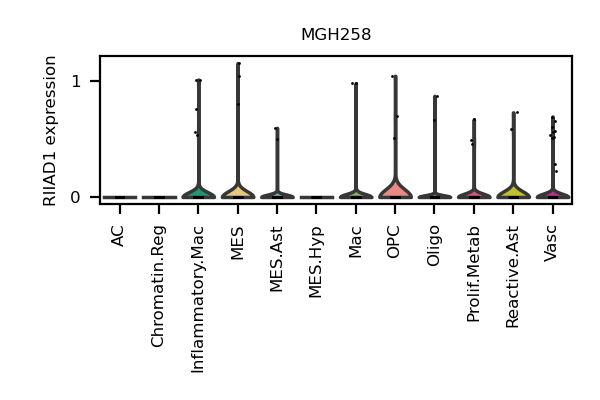 MGH258
RIIAD1 expression
1
0
AC
Chromatin.Reg
Inflammatory.Mac
MES
MES.Ast
MES.Hyp
Mac
OPC
Oligo
Prolif.Metab
Reactive.Ast
Vasc